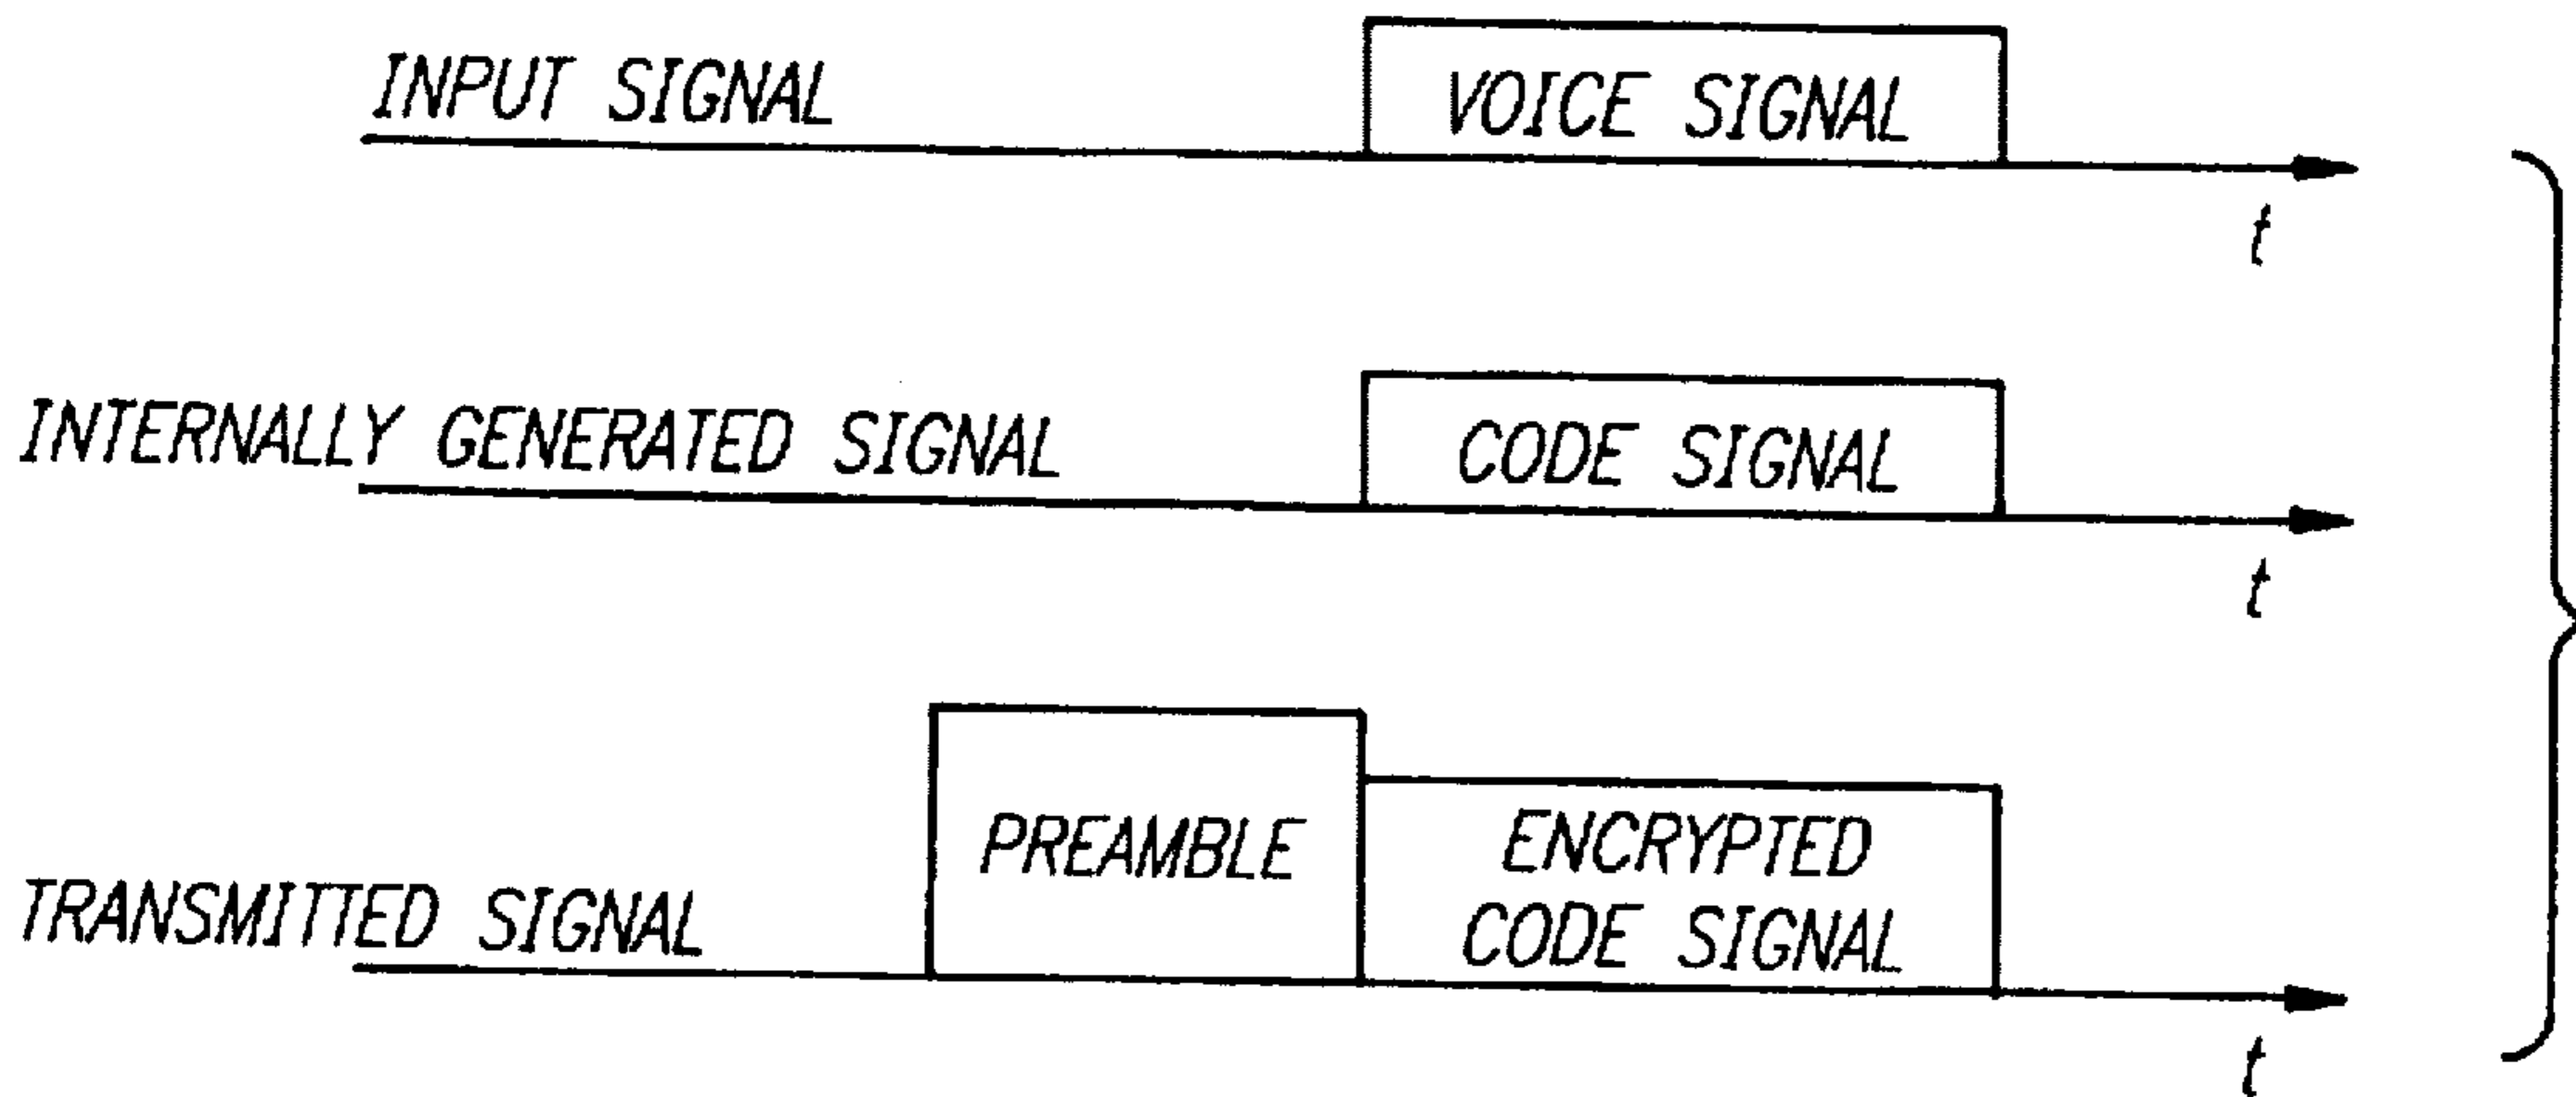 INPUT SIGNAL
VOICE SIGNAL
t
INTERNALLY GENERATED SIGNAL
CODE SIGNAL
t
TRANSMITTED SIGNAL
PREAMBLE
ENCRYPTED
CODE SIGNAL
t